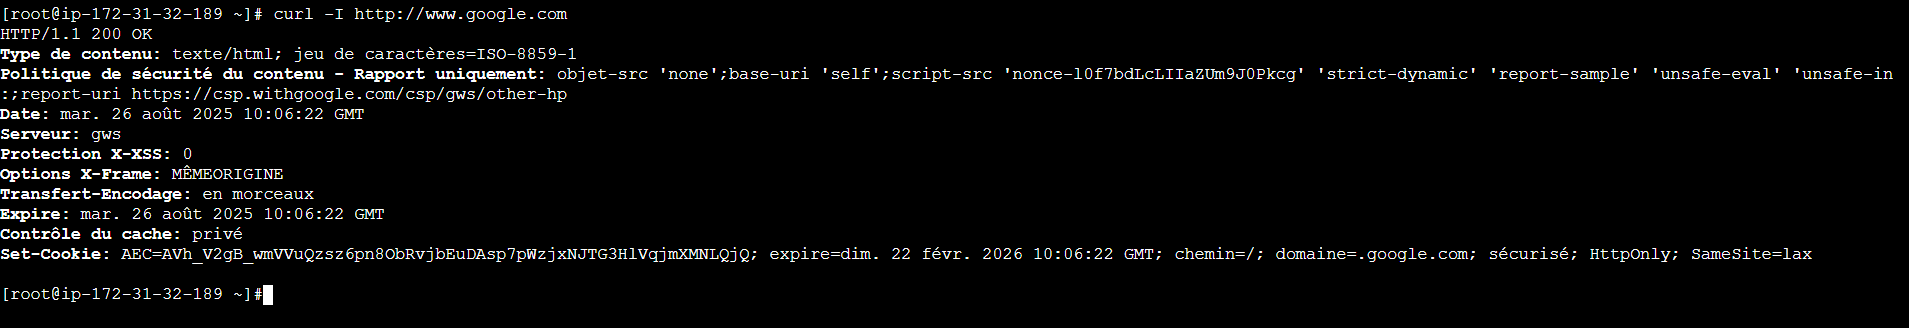 [root@ip-172-31-32-189 ~]# curl -I http://www.google.com
HTTP/1.1 200 OK
Type de contenu: texte/html; jeu de caractères=ISO-8859-1
Politique de sécurité du contenu - Rapport uniquement: objet-src 'none';base-uri 'self';script-src 'nonce-l0f7bdLcLIIaZUm9J0Pkcg' 'strict-dynamic' 'report-sample' 'unsafe-eval' 'unsafe-in
:;report-uri https://csp.withgoogle.com/csp/gws/other-hp
Date: mar. 26 août 2025 10:06:22 GMT
Serveur: gws
Protection X-XSS: 0
Options X-Frame: MÊMEORIGINE
Transfert-Encodage: en morceaux
Expire: mar. 26 août 2025 10:06:22 GMT
Contrôle du cache: privé
Set-Cookie: AEC=AVh_V2gB_wmVVuQzsz6pn8ObRvjbEuDAsp7pWzjxNJTG3HlVqjmXMNLQjQ; expire=dim. 22 févr. 2026 10:06:22 GMT; chemin=/; domaine=.google.com; sécurisé; HttpOnly; SameSite=lax
[root@ip-172-31-32-189 ~]#